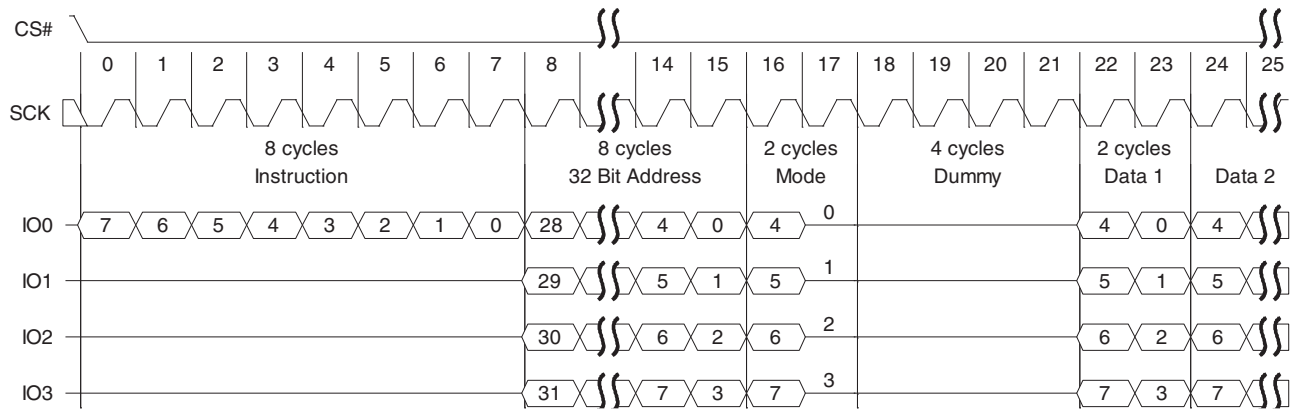 CS#
0 1 2 3 4 5 6 7 8 14 15 16 17 18 19 20 21 22 23 24 25
SCK
8 cycles 8 cycles 2 cycles 4 cycles 2 cycles
Instruction 32 Bit Address Mode Dummy Data 1 Data 2
IO0 7 6 5 4 3 2 1 0 28 4 0 4 0 4 0 4
IO1 29 5 1 5 1 5 1 5
IO2 30 6 2 6 2 6 2 6
IO3 31 7 3 7 3 7 3 7